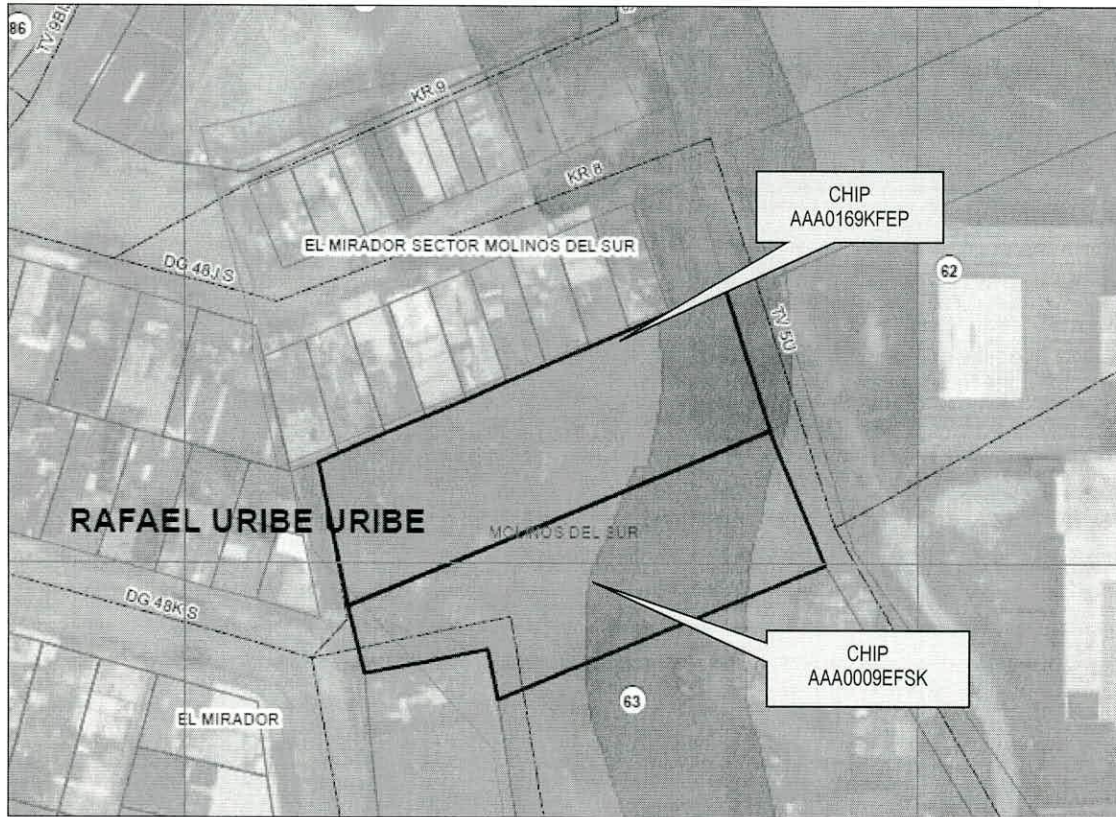 86
TV 9BI
KR 9
KR 8
CHIP
AAA0169KFEP
EL MIRADOR SECTOR MOLINOS DEL SUR
DG 48J S
62
TV 5U
RAFAEL URIBE URIBE
MOLINOS DEL SUR
DG 48K S
CHIP
AAA0009EFSK
63
EL MIRADOR